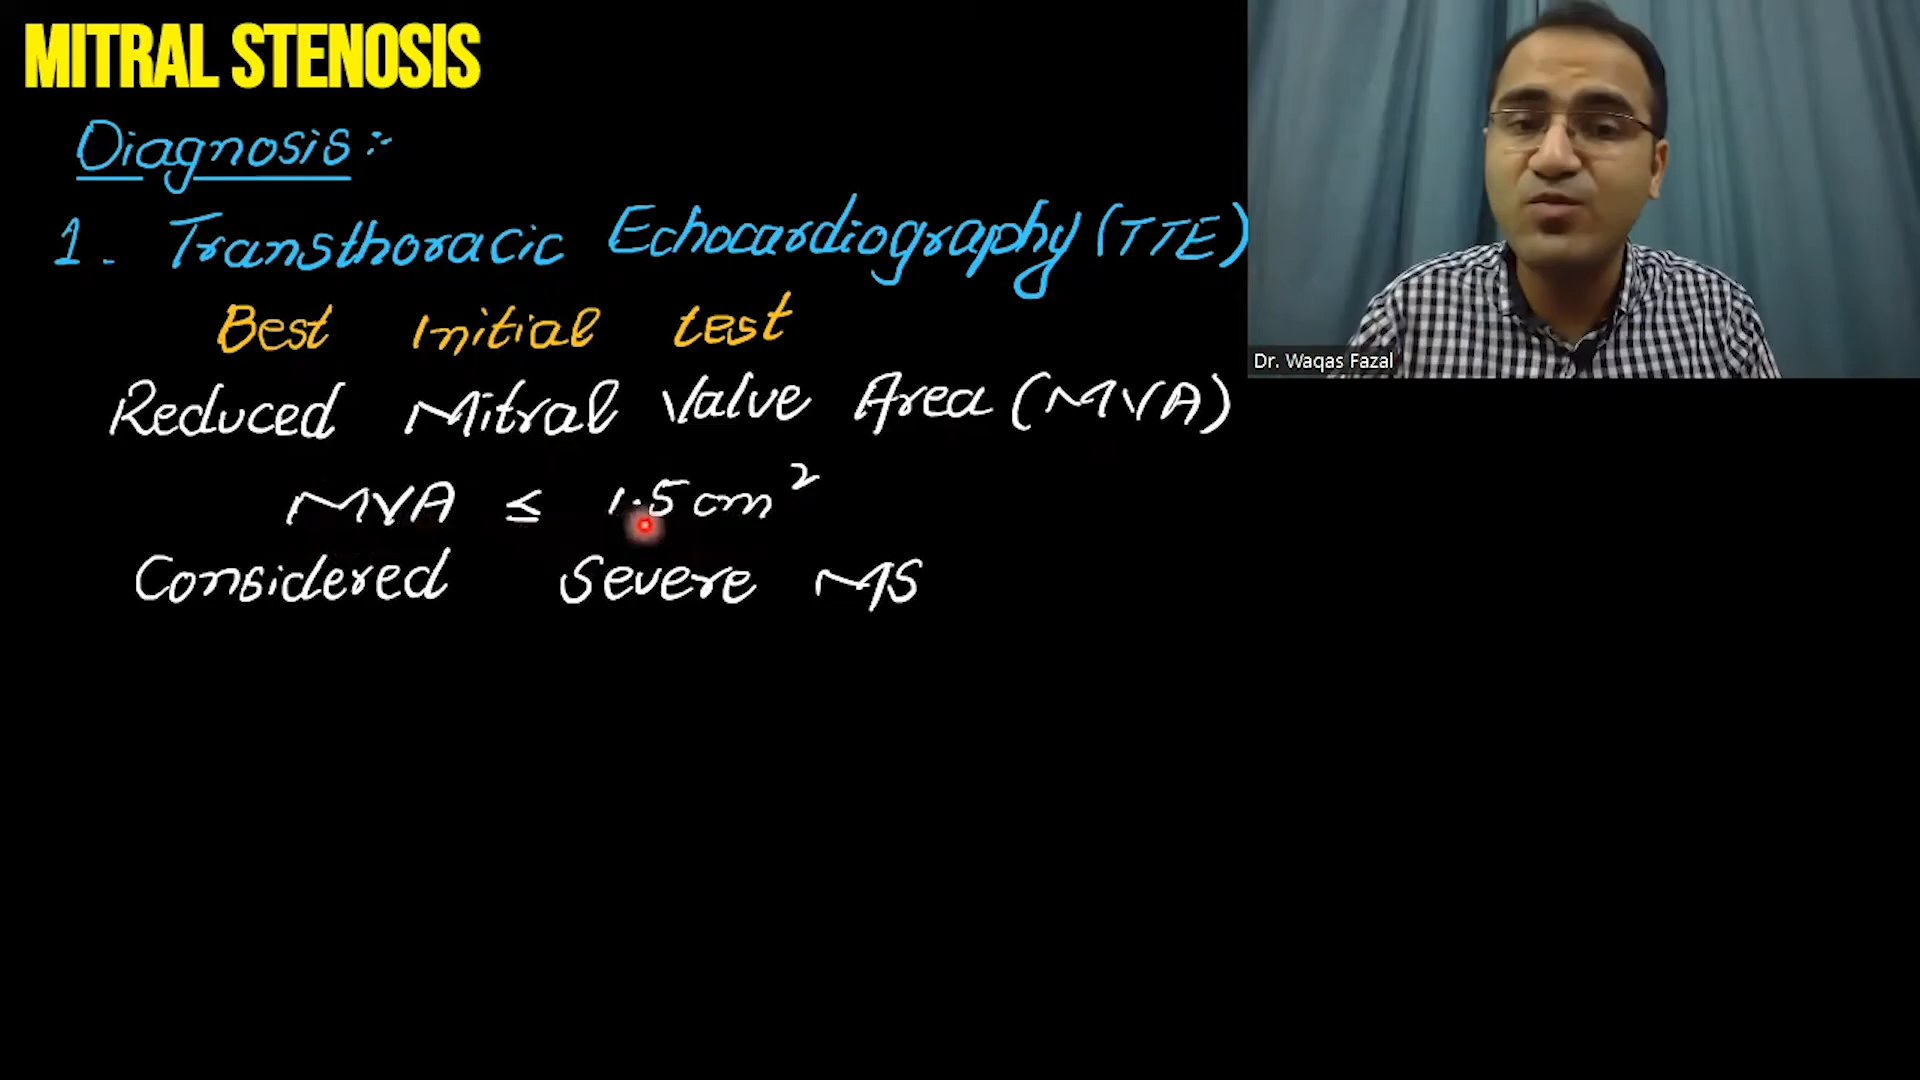 MITRAL STENOSIS
Diagnosis:-
1. Transthoracic Echocardiography (TTE)
Best Initial test
Reduced Mitral Valve Area (MVA)
MVA ≤ 1.5 cm²
Considered Severe MS
Dr. Waqas Fazal